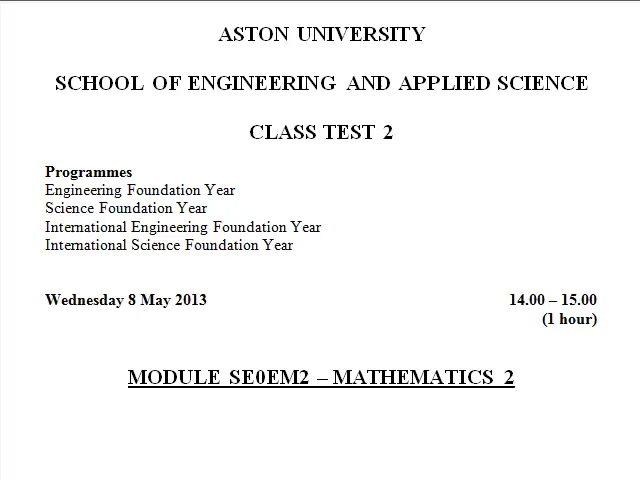 ASTON UNIVERSITY
SCHOOL OF ENGINEERING AND APPLIED SCIENCE
CLASS TEST 2
Programmes
Engineering Foundation Year
Science Foundation Year
International Engineering Foundation Year
International Science Foundation Year
Wednesday 8 May 2013 14.00 – 15.00
(1 hour)
MODULE SE0EM2 – MATHEMATICS 2